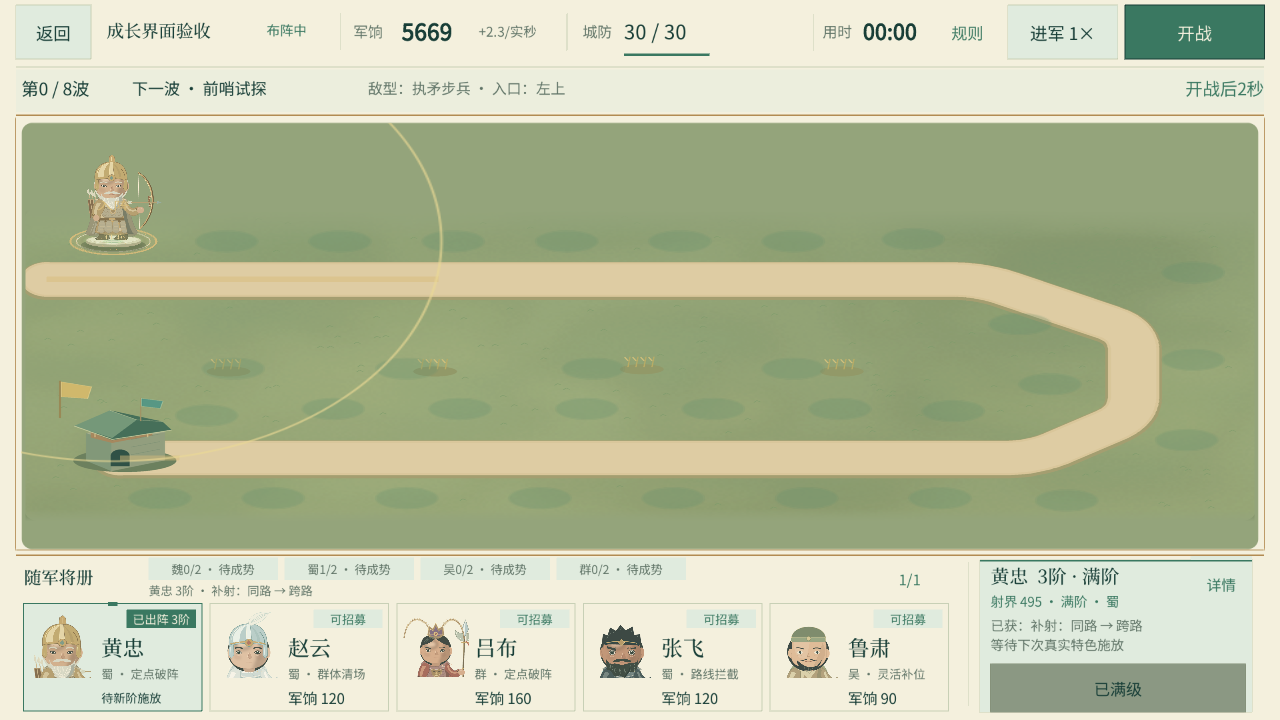 返回 成长界面验收 布阵中 军饷 5669 +2.3/实秒 城防 30 / 30 用时 00:00 规则 进军 1× 开战
第0 / 8波 下一波 · 前哨试探 敌型：执矛步兵 · 入口：左上 开战后2秒
随军将册 魏0/2 · 待成势 蜀1/2 · 待成势 吴0/2 · 待成势 群0/2 · 待成势 1/1
黄忠 3阶 · 补射：同路→跨路
已出阵 3阶
黄忠
蜀 · 定点破阵
待新阶施放
可招募
赵云
蜀 · 群体清场
军饷 120
可招募
吕布
群 · 定点破阵
军饷 160
可招募
张飞
蜀 · 路线拦截
军饷 120
可招募
鲁肃
吴 · 灵活补位
军饷 90
黄忠 3阶 · 满阶 详情
射界 495 · 满阶 · 蜀
已获：补射：同路→跨路
等待下次真实特色施放
已满级